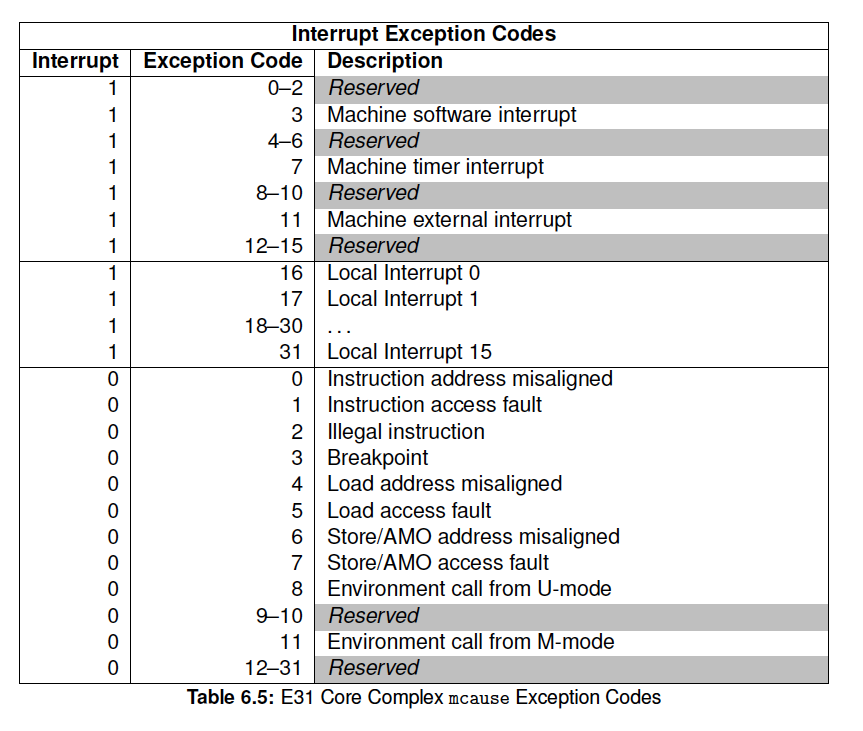 Interrupt Exception Codes
Interrupt Exception Code Description
1 0–2 Reserved
1 3 Machine software interrupt
1 4–6 Reserved
1 7 Machine timer interrupt
1 8–10 Reserved
1 11 Machine external interrupt
1 12–15 Reserved
1 16 Local Interrupt 0
1 17 Local Interrupt 1
1 18–30 ...
1 31 Local Interrupt 15
0 0 Instruction address misaligned
0 1 Instruction access fault
0 2 Illegal instruction
0 3 Breakpoint
0 4 Load address misaligned
0 5 Load access fault
0 6 Store/AMO address misaligned
0 7 Store/AMO access fault
0 8 Environment call from U-mode
0 9–10 Reserved
0 11 Environment call from M-mode
0 12–31 Reserved
Table 6.5: E31 Core Complex mcause Exception Codes